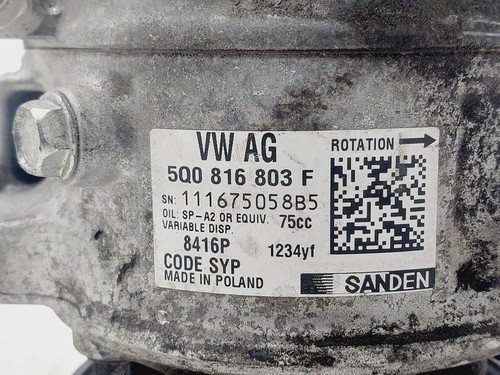 VW AG
ROTATION
5Q0 816 803 F
SN: 111675058B5
OIL: SP-A2 OR EQUIV. 75cc
VARIABLE DISP.
8416P 1234yf
CODE SYP
MADE IN POLAND
SANDEN